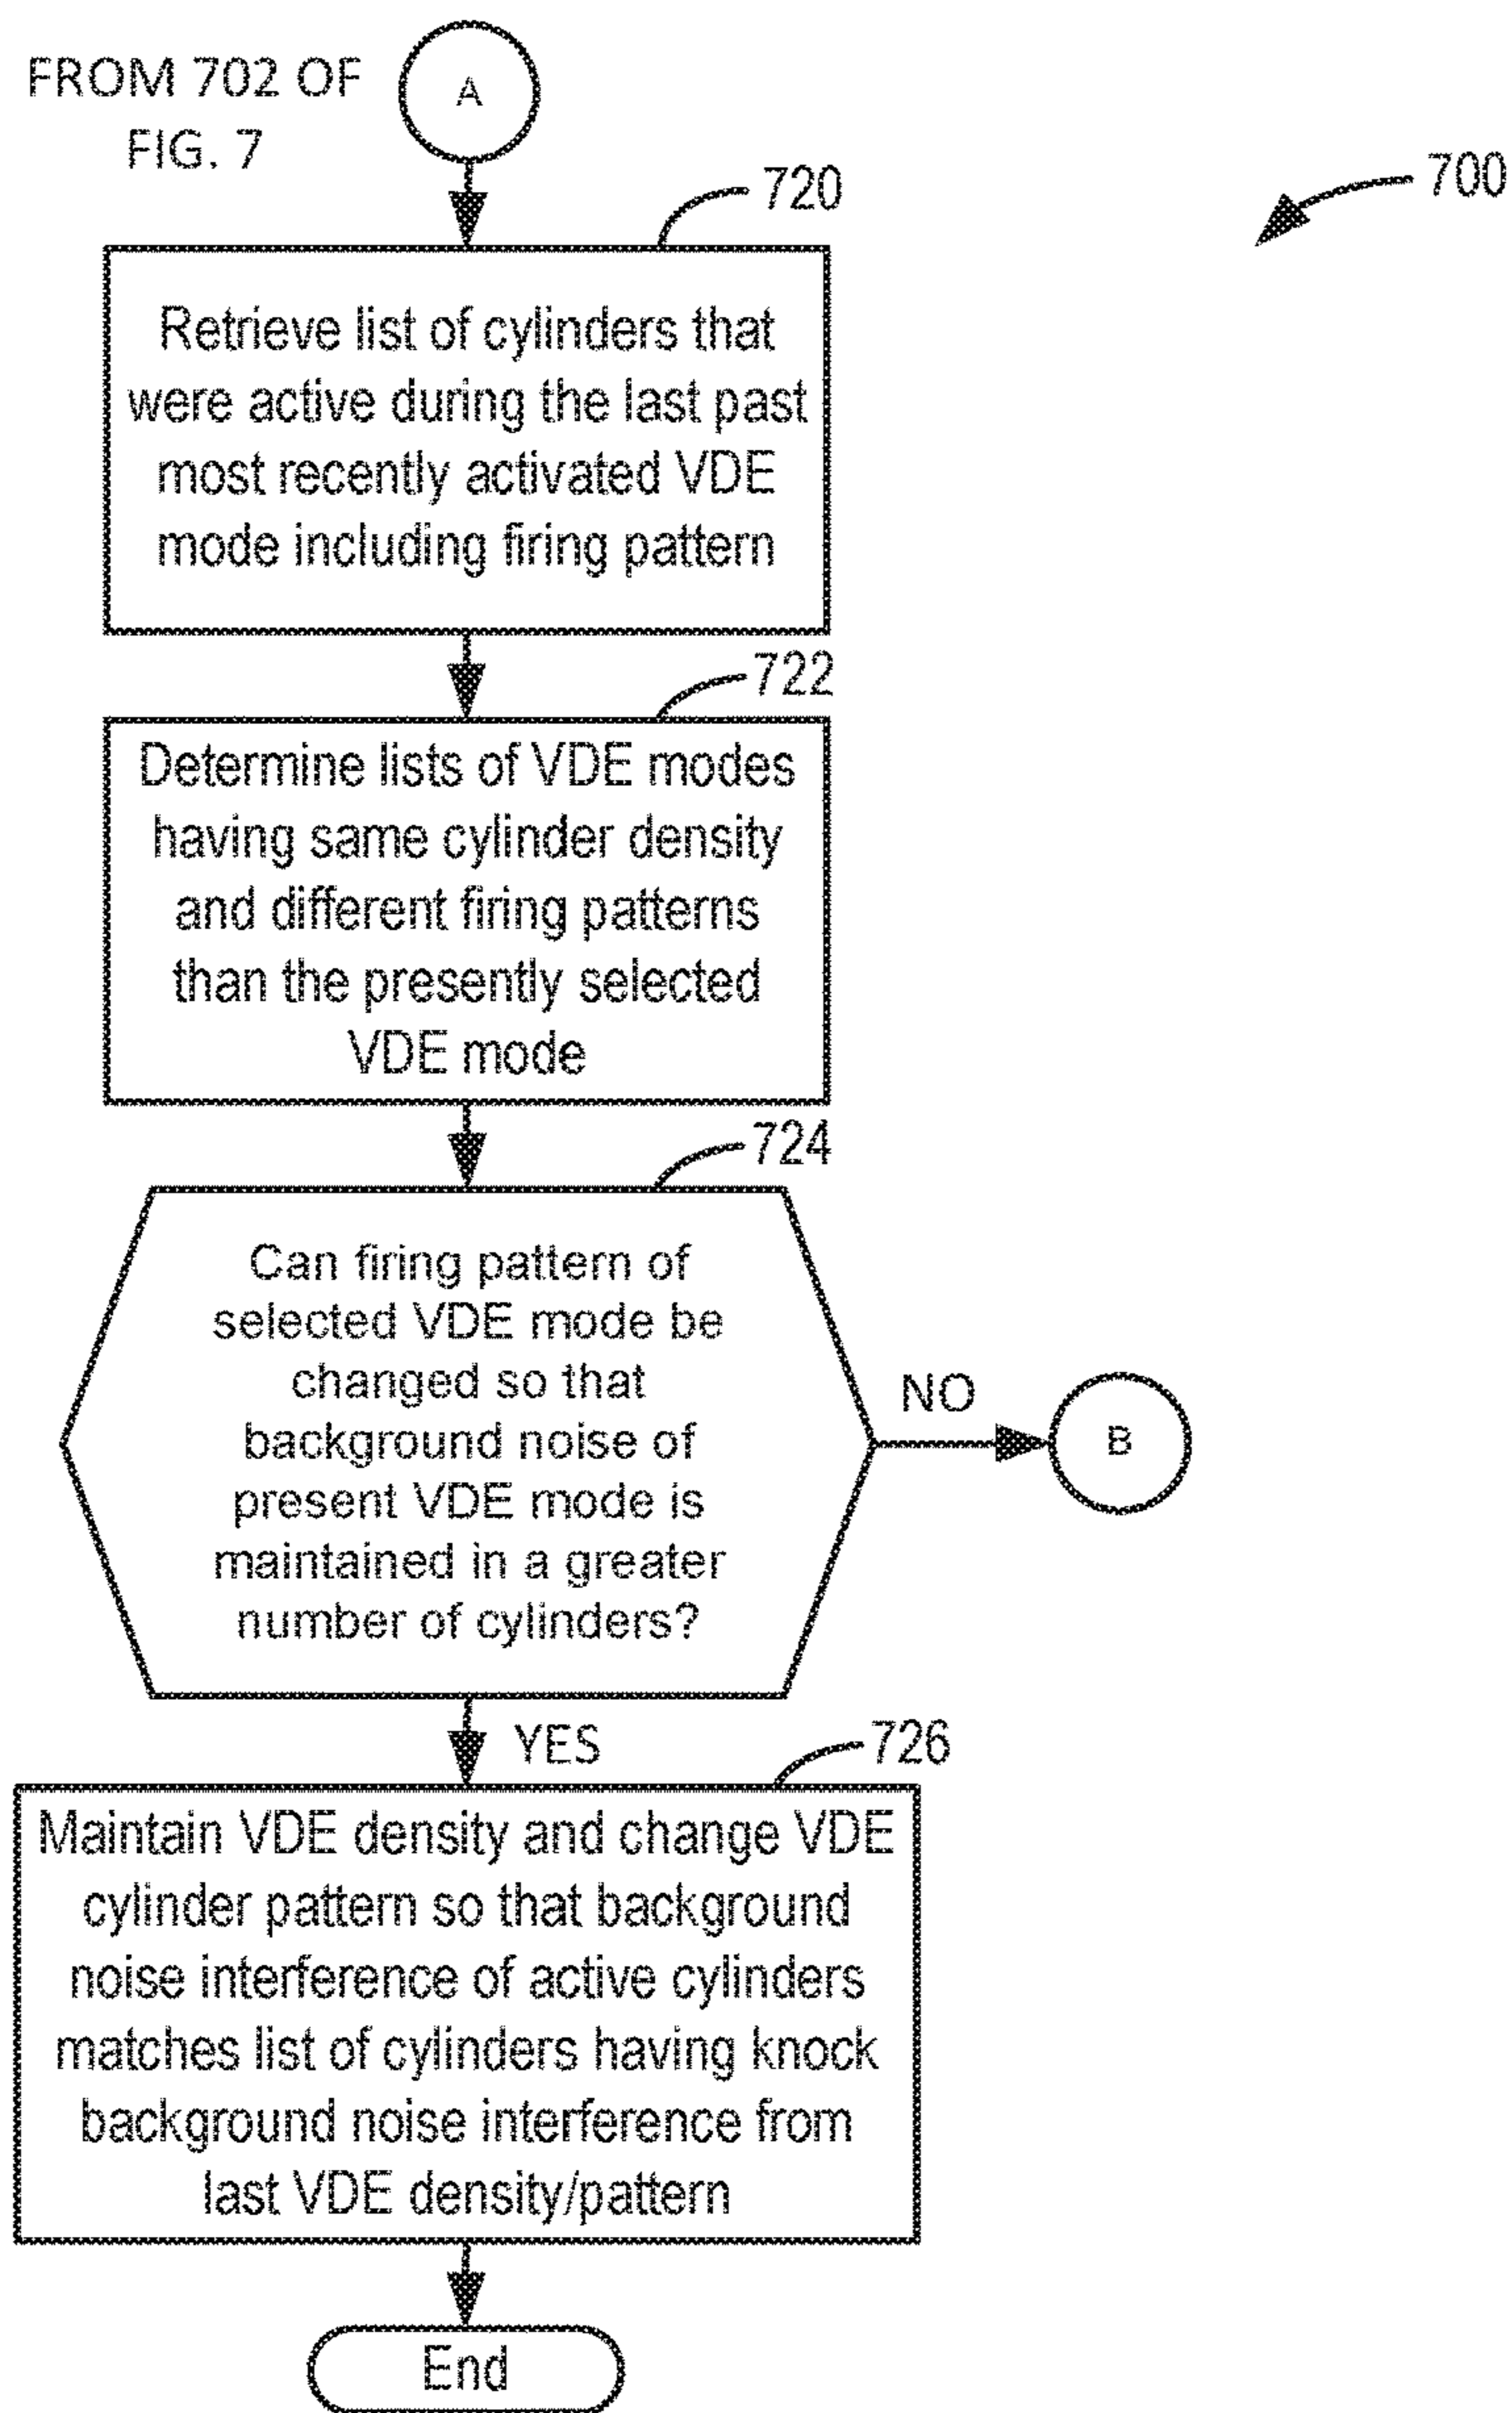 FROM 702 OF
FIG. 7
A
700
720
Retrieve list of cylinders that
were active during the last past
most recently activated VDE
mode including firing pattern
722
Determine lists of VDE modes
having same cylinder density
and different firing patterns
than the presently selected
VDE mode
724
Can firing pattern of
selected VDE mode be
changed so that
background noise of
present VDE mode is
maintained in a greater
number of cylinders?
NO
B
YES
726
Maintain VDE density and change VDE
cylinder pattern so that background
noise interference of active cylinders
matches list of cylinders having knock
background noise interference from
last VDE density/pattern
End